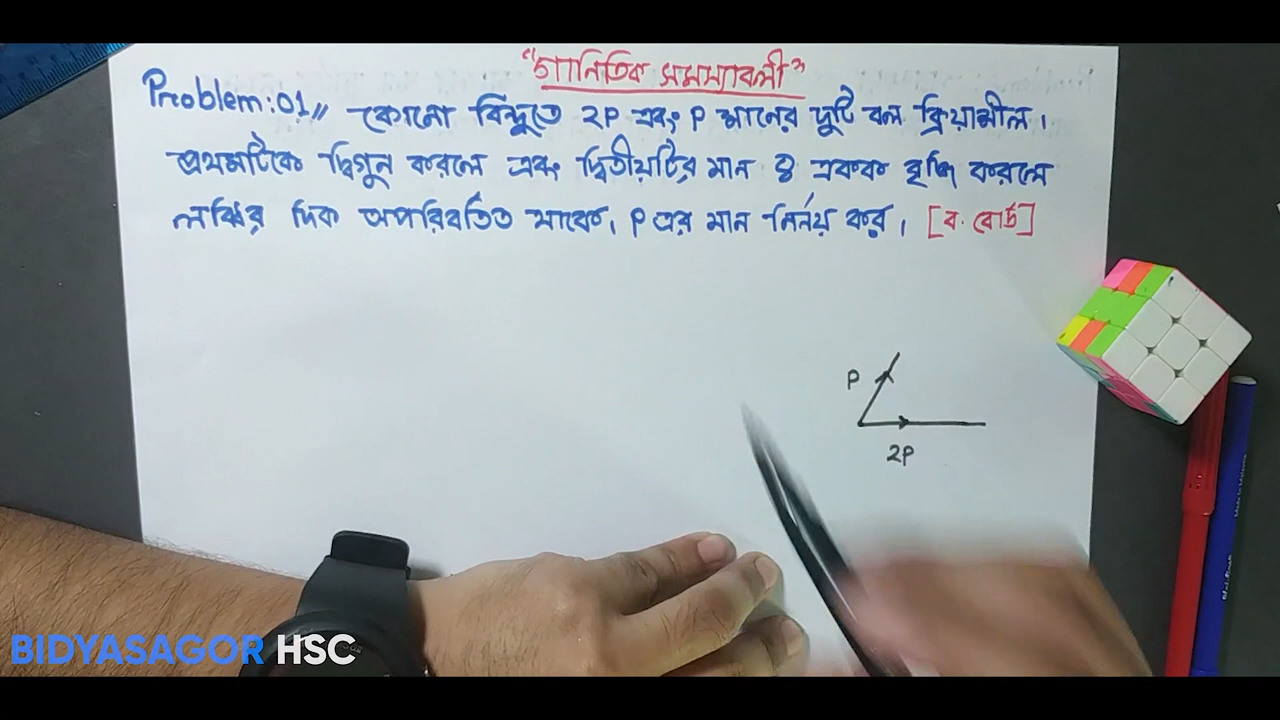 "গানিতিক সমস্যাবলী"
Problem:01// কোনো বিন্দুতে 2P এবং P মানের দুটি বল ক্রিয়াশীল।
প্রথমটিকে দ্বিগুন করলে এবং দ্বিতীয়টির মান 8 একক বৃদ্ধি করলে
লব্ধির দিক অপরিবর্তিত থাকে। P এর মান নির্নয় কর। [ব. বোর্ড]
P
2P
BIDYASAGOR HSC